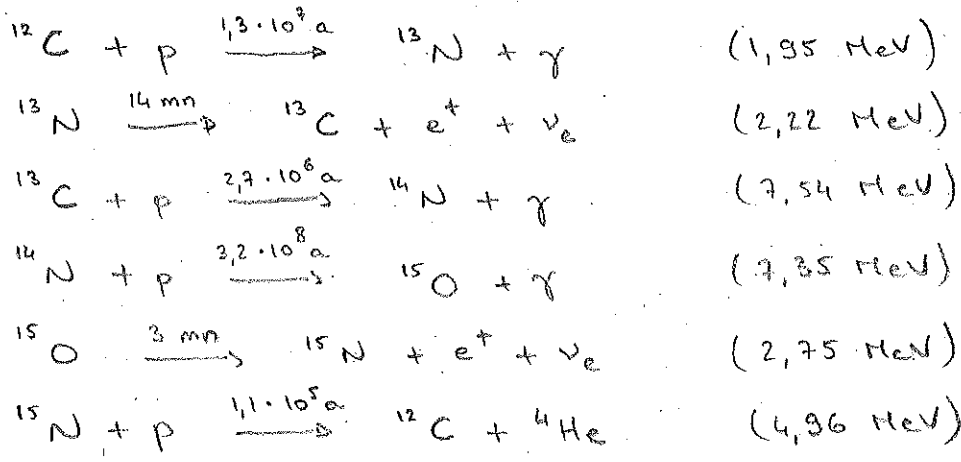 ¹²C + p 1,3·10⁷ a → ¹³N + γ (1,95 MeV)
¹³N 14 mn → ¹³C + e⁺ + νₑ (2,22 MeV)
¹³C + p 2,7·10⁶ a → ¹⁴N + γ (7,54 MeV)
¹⁴N + p 3,2·10⁸ a → ¹⁵O + γ (7,35 MeV)
¹⁵O 3 mn → ¹⁵N + e⁺ + νₑ (2,75 MeV)
¹⁵N + p 1,1·10⁵ a → ¹²C + ⁴He (4,96 MeV)